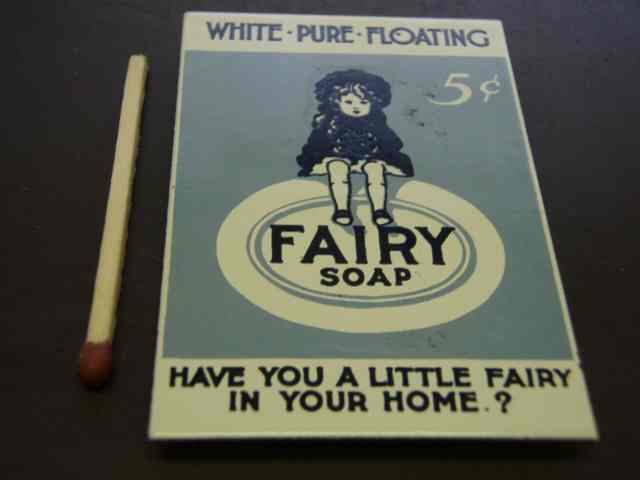 WHITE · PURE · FLOATING
5¢
FAIRY
SOAP
HAVE YOU A LITTLE FAIRY
IN YOUR HOME.?